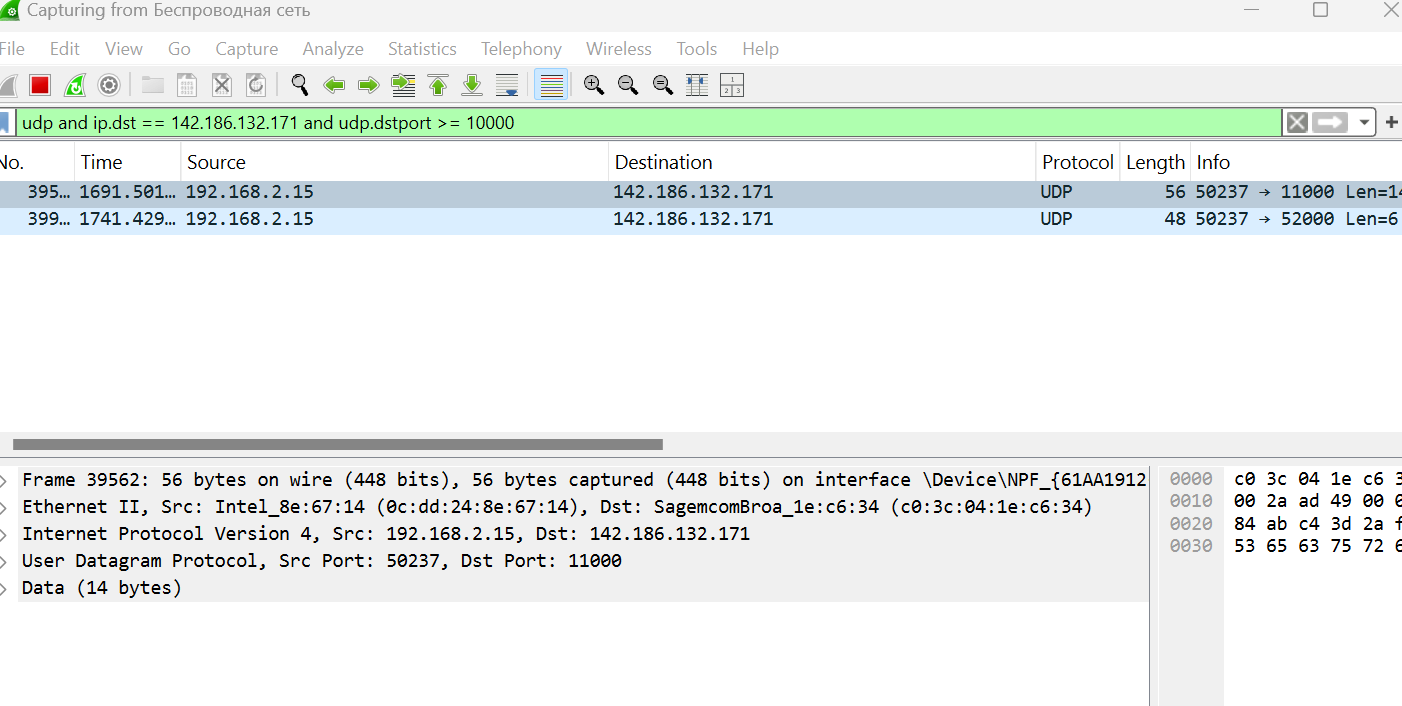 Capturing from Беспроводная сеть
File Edit View Go Capture Analyze Statistics Telephony Wireless Tools Help
udp and ip.dst == 142.186.132.171 and udp.dstport >= 10000
No. Time Source Destination Protocol Length Info
395… 1691.501… 192.168.2.15 142.186.132.171 UDP 56 50237 → 11000 Len=14
399… 1741.429… 192.168.2.15 142.186.132.171 UDP 48 50237 → 52000 Len=6
Frame 39562: 56 bytes on wire (448 bits), 56 bytes captured (448 bits) on interface \Device\NPF_{61AA1912
Ethernet II, Src: Intel_8e:67:14 (0c:dd:24:8e:67:14), Dst: SagemcomBroa_1e:c6:34 (c0:3c:04:1e:c6:34)
Internet Protocol Version 4, Src: 192.168.2.15, Dst: 142.186.132.171
User Datagram Protocol, Src Port: 50237, Dst Port: 11000
Data (14 bytes)
0000 c0 3c 04 1e c6 3
0010 00 2a ad 49 00 0
0020 84 ab c4 3d 2a f
0030 53 65 63 75 72 6